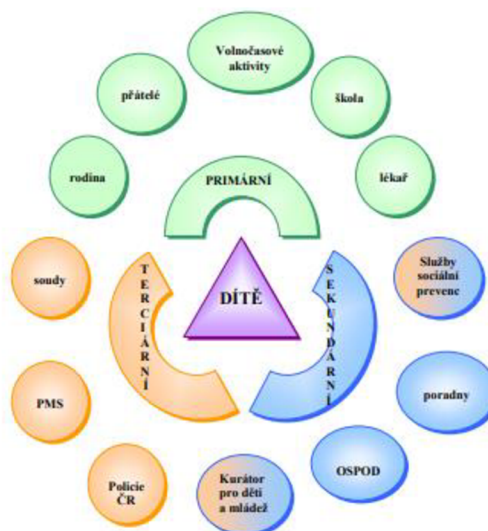 Volnočasové
aktivity
přátelé
škola
rodina
PRIMÁRNÍ
lékař
soudy
TERCIÁRNÍ
DÍTĚ
SEKUNDÁRNÍ
Služby
sociální
prevenc
PMS
poradny
Policie
ČR
Kurátor
pro děti
a mládež
OSPOD